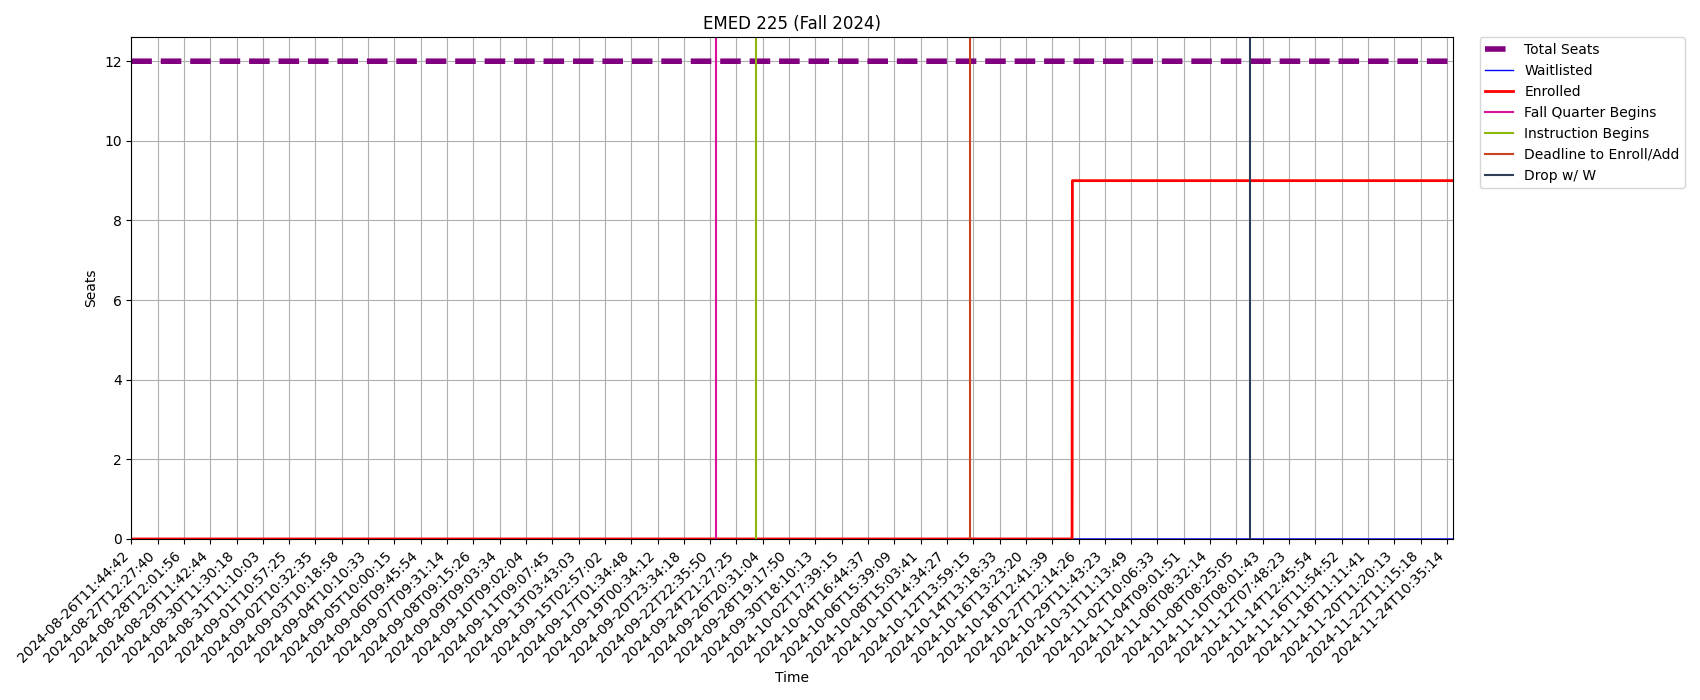 EMED 225 (Fall 2024)
12
10
8
6
4
2
0
Seats
2024-08-26T11:44:42
2024-08-27T12:27:40
2024-08-28T12:01:56
2024-08-29T11:42:44
2024-08-30T11:30:18
2024-08-31T11:10:03
2024-09-01T10:57:25
2024-09-02T10:32:35
2024-09-03T10:18:58
2024-09-04T10:10:33
2024-09-05T10:00:15
2024-09-06T09:45:54
2024-09-07T09:31:14
2024-09-08T09:15:26
2024-09-09T09:03:34
2024-09-10T09:02:04
2024-09-11T09:07:45
2024-09-13T03:43:03
2024-09-15T02:57:02
2024-09-17T01:34:48
2024-09-19T00:34:12
2024-09-20T23:34:18
2024-09-22T22:35:50
2024-09-24T21:27:25
2024-09-26T20:31:04
2024-09-28T19:17:50
2024-09-30T18:10:13
2024-10-02T17:39:15
2024-10-04T16:44:37
2024-10-06T15:39:09
2024-10-08T15:03:41
2024-10-10T14:34:27
2024-10-12T13:59:15
2024-10-14T13:18:33
2024-10-16T13:23:20
2024-10-18T12:41:39
2024-10-27T12:14:26
2024-10-29T11:43:23
2024-10-31T11:13:49
2024-11-02T10:06:33
2024-11-04T09:01:51
2024-11-06T08:32:14
2024-11-08T08:25:05
2024-11-10T08:01:43
2024-11-12T07:48:23
2024-11-14T12:45:54
2024-11-16T11:54:52
2024-11-18T11:11:41
2024-11-20T11:20:13
2024-11-22T11:15:18
2024-11-24T10:35:14
Time
Total Seats
Waitlisted
Enrolled
Fall Quarter Begins
Instruction Begins
Deadline to Enroll/Add
Drop w/ W